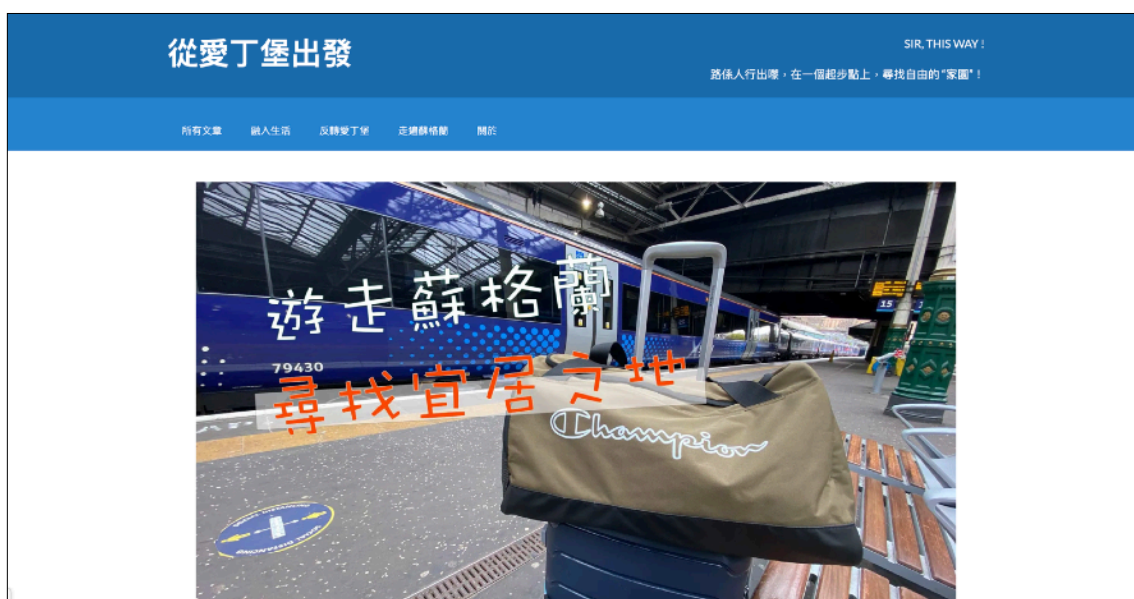 從愛丁堡出發
SIR, THIS WAY !
路係人行出嚟，在一個起步點上，尋找自由的“家園”！
所有文章 融入生活 反轉愛丁堡 走遍蘇格蘭 關於
遊走蘇格蘭
79430
尋找宜居之地
Champion
15